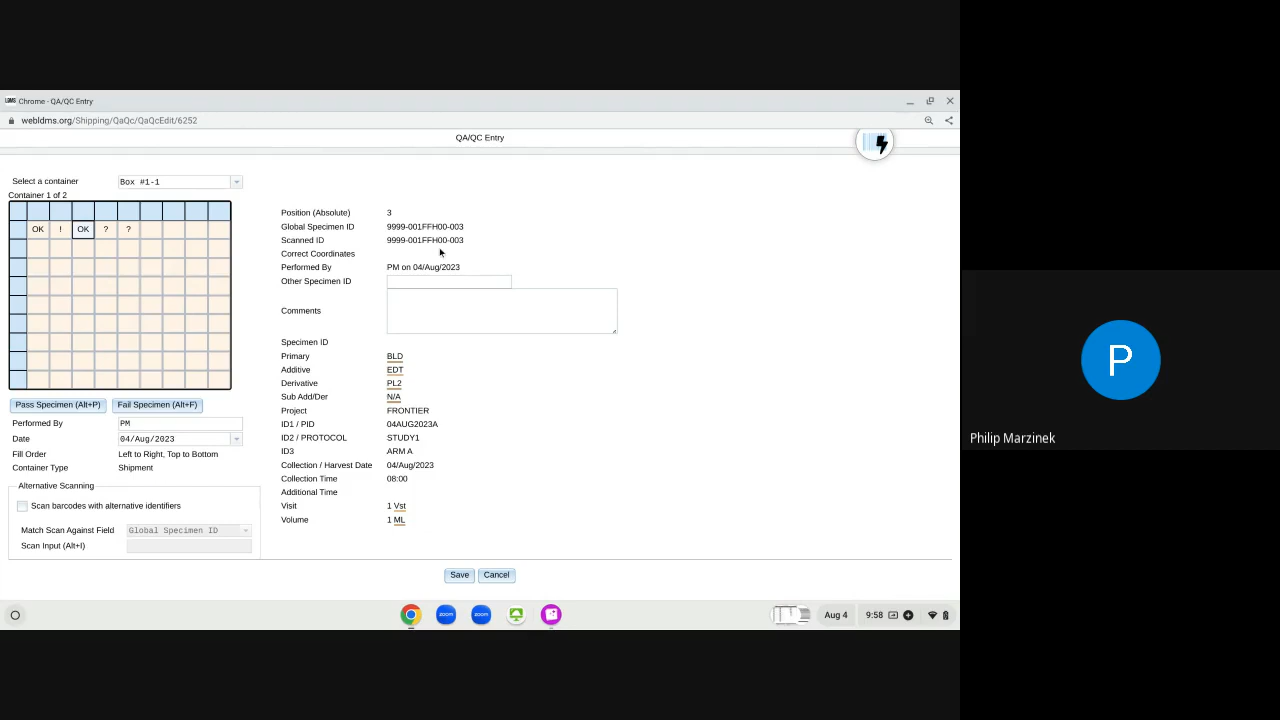 LDMS Chrome - QA/QC Entry
webldms.org/Shipping/QaQc/QaQcEdit/6252
QA/QC Entry
Select a container Box #1-1
Container 1 of 2
OK ! OK ? ?
Pass Specimen (Alt+P) Fail Specimen (Alt+F)
Performed By PM
Date 04/Aug/2023
Fill Order Left to Right, Top to Bottom
Container Type Shipment
Alternative Scanning
Scan barcodes with alternative identifiers
Match Scan Against Field Global Specimen ID
Scan Input (Alt+I)
Position (Absolute) 3
Global Specimen ID 9999-001FFH00-003
Scanned ID 9999-001FFH00-003
Correct Coordinates
Performed By PM on 04/Aug/2023
Other Specimen ID
Comments
Specimen ID
Primary BLD
Additive EDT
Derivative PL2
Sub Add/Der N/A
Project FRONTIER
ID1 / PID 04AUG2023A
ID2 / PROTOCOL STUDY1
ID3 ARM A
Collection / Harvest Date 04/Aug/2023
Collection Time 08:00
Additional Time
Visit 1 Vst
Volume 1 ML
Save Cancel
zoom zoom
Aug 4 9:58
P
Philip Marzinek